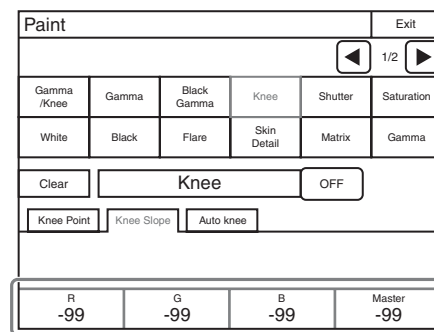 Paint Exit
1/2
Gamma
/Knee
Gamma
Black
Gamma
Knee
Shutter
Saturation
White
Black
Flare
Skin
Detail
Matrix
Gamma
Clear Knee OFF
Knee Point Knee Slope Auto knee
R G B Master
-99 -99 -99 -99